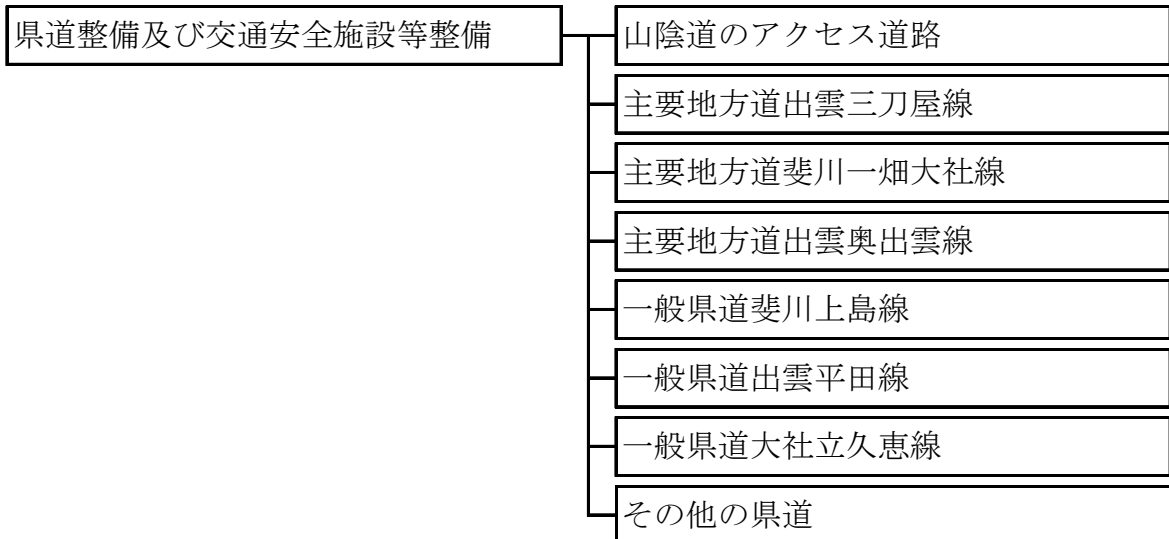 県道整備及び交通安全施設等整備
山陰道のアクセス道路
主要地方道出雲三刀屋線
主要地方道斐川一畑大社線
主要地方道出雲奥出雲線
一般県道斐川上島線
一般県道出雲平田線
一般県道大社立久恵線
その他の県道